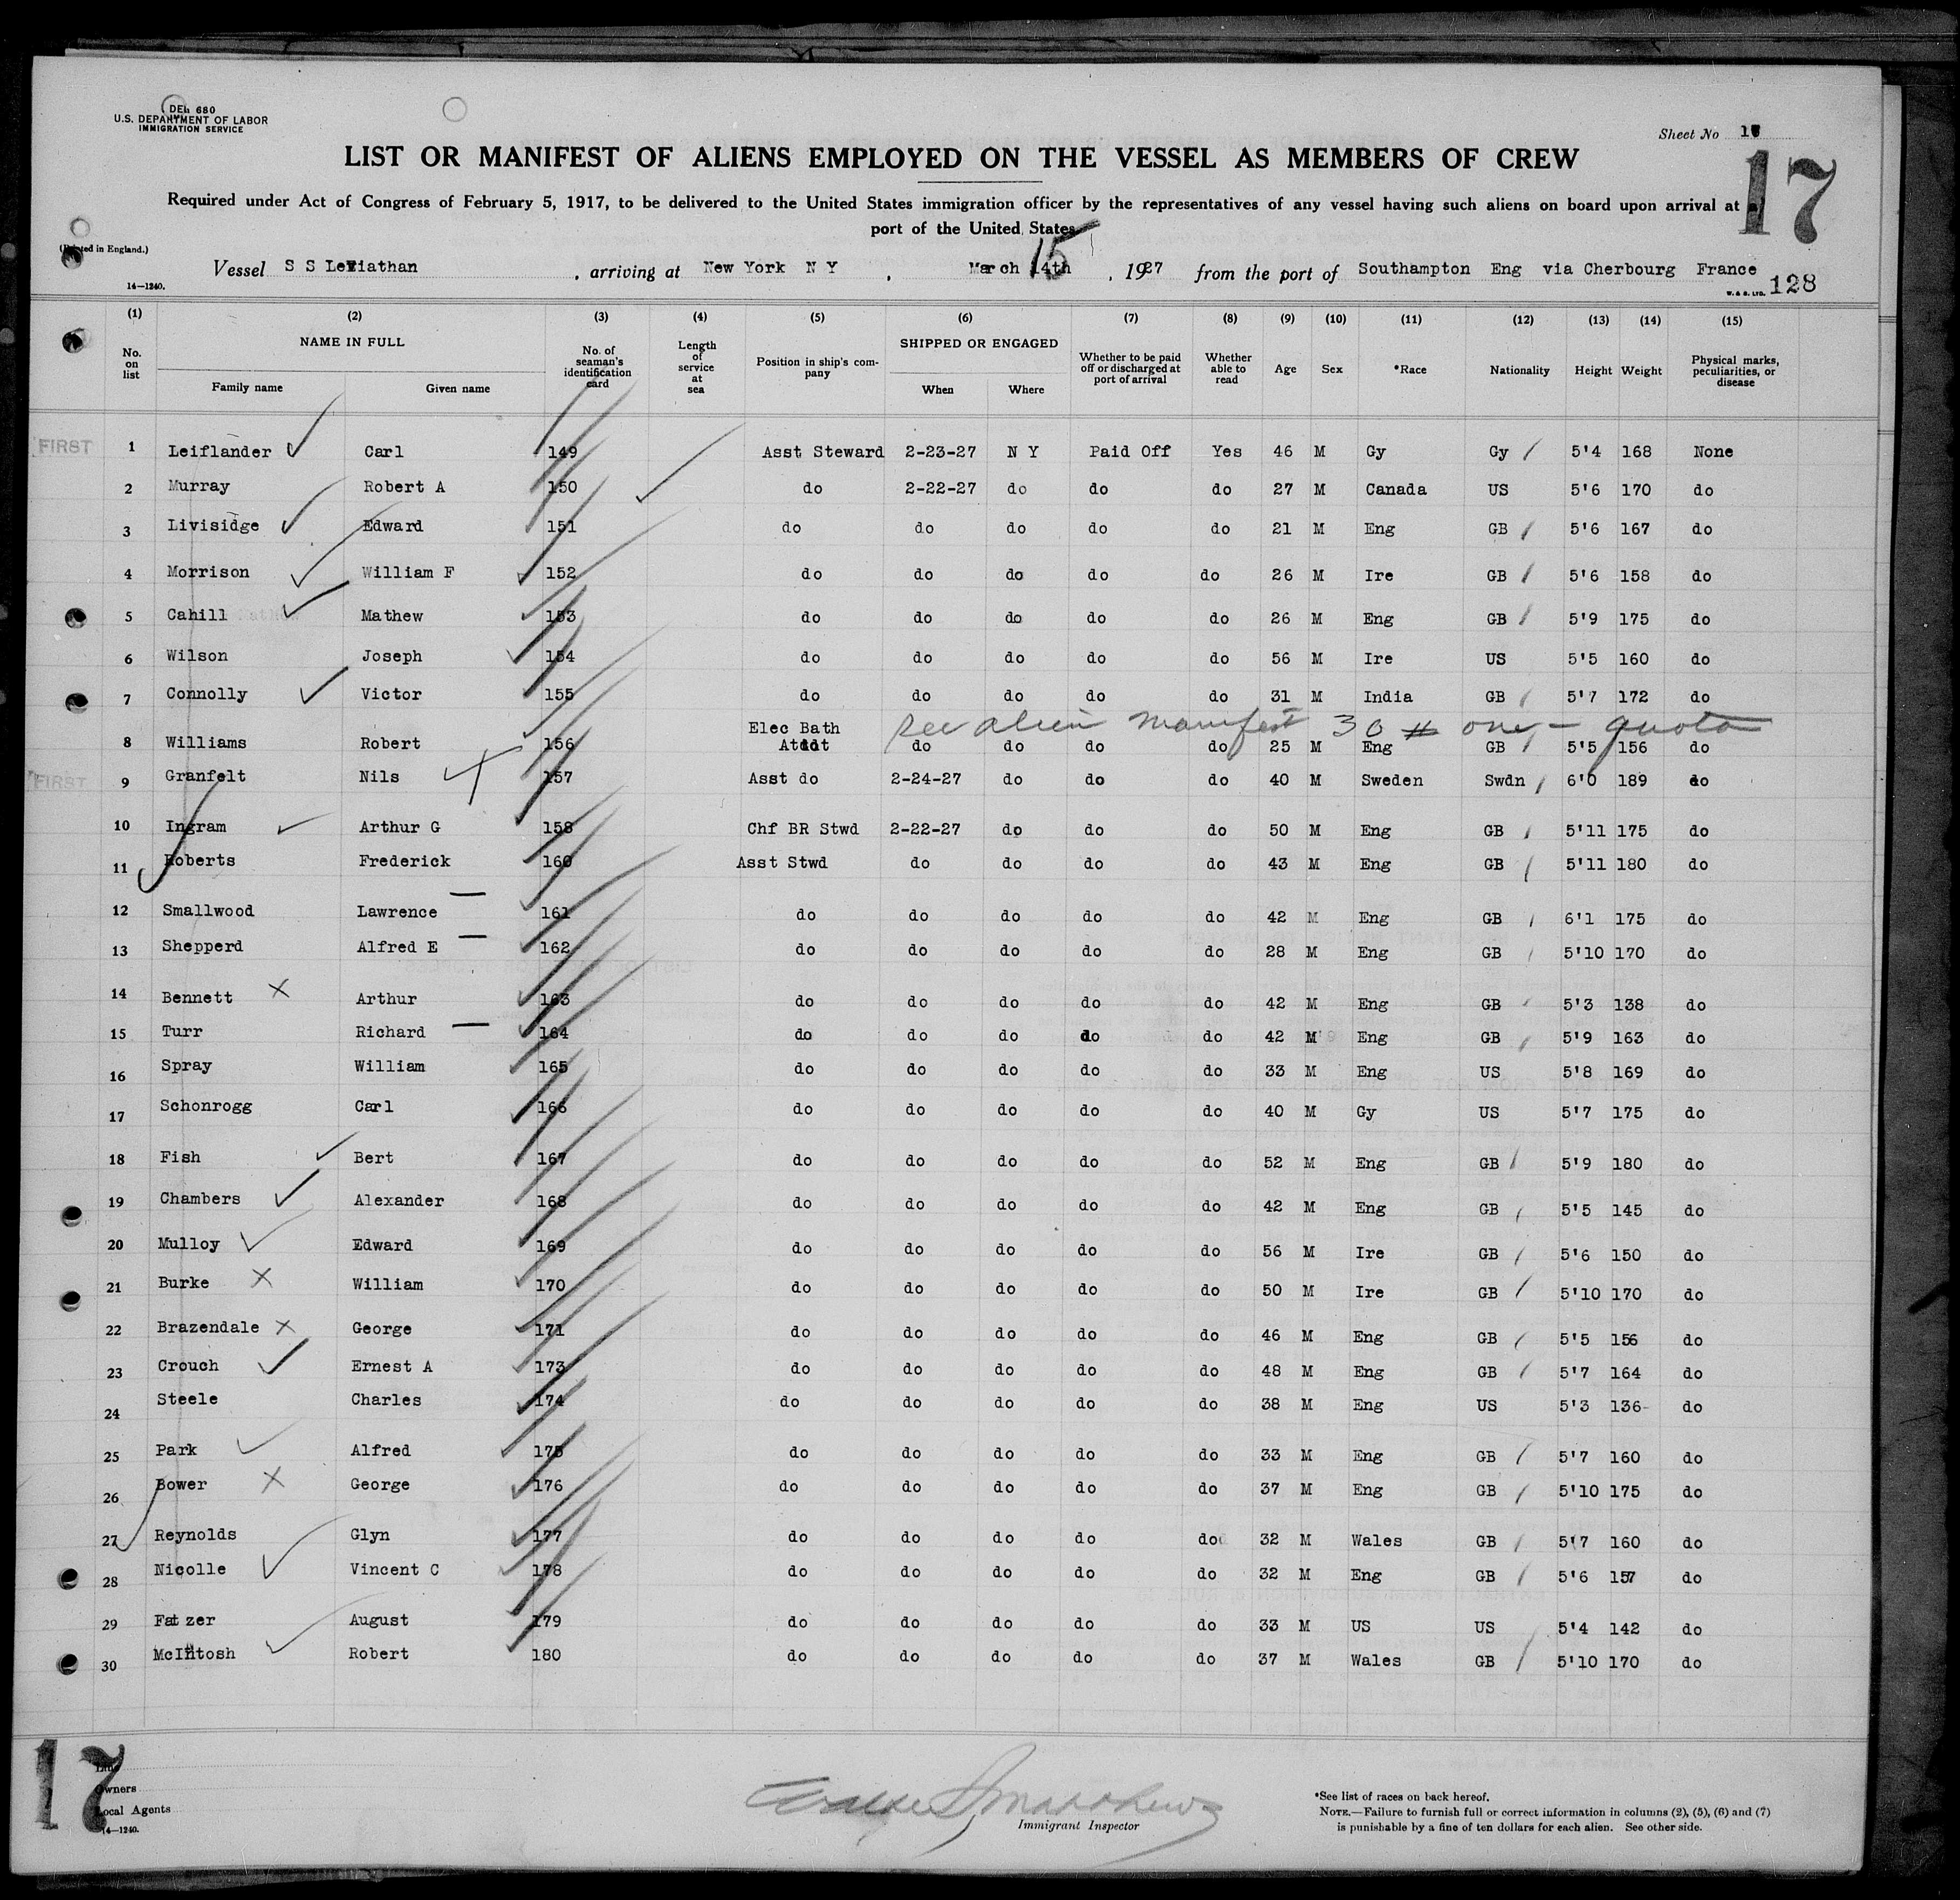 DEL 680
U.S. DEPARTMENT OF LABOR
IMMIGRATION SERVICE
Sheet No
17
LIST OR MANIFEST OF ALIENS EMPLOYED ON THE VESSEL AS MEMBERS OF CREW
Required under Act of Congress of February 5, 1917, to be delivered to the United States immigration officer by the representatives of any vessel having such aliens on board upon arrival at a
port of the United States
(Printed in England.)
Vessel S S Leviathan , arriving at New York N Y , March 14th 15 , 1927 from the port of Southampton Eng via Cherbourg France
14—1240.
W. & S. LTD. 128
(1) (2) (3) (4) (5) (6) (7) (8) (9) (10) (11) (12) (13) (14) (15)
No. on list NAME IN FULL Family name Given name No. of seaman's identification card Length of service at sea Position in ship's company SHIPPED OR ENGAGED When Where Whether to be paid off or discharged at port of arrival Whether able to read Age Sex *Race Nationality Height Weight Physical marks, peculiarities, or disease
FIRST 1 Leiflander Carl 149 Asst Steward 2-23-27 N Y Paid Off Yes 46 M Gy Gy 5'4 168 None
2 Murray Robert A 150 do 2-22-27 do do do 27 M Canada US 5'6 170 do
3 Livisidge Edward 151 do do do do do 21 M Eng GB 5'6 167 do
4 Morrison William F 152 do do do do do 26 M Ire GB 5'6 158 do
5 Cahill Mathew 153 do do do do do 26 M Eng GB 5'9 175 do
6 Wilson Joseph 154 do do do do do 56 M Ire US 5'5 160 do
7 Connolly Victor 155 do do do do do 31 M India GB 5'7 172 do
See alien manifest 30 # one - quota
8 Williams Robert 156 Elec Bath Attdt do do do do 25 M Eng GB 5'5 156 do
FIRST 9 Granfelt Nils 157 Asst do 2-24-27 do do do 40 M Sweden Swdn 6'0 189 do
10 Ingram Arthur G 158 Chf BR Stwd 2-22-27 do do do 50 M Eng GB 5'11 175 do
11 Roberts Frederick 160 Asst Stwd do do do do 43 M Eng GB 5'11 180 do
12 Smallwood Lawrence 161 do do do do do 42 M Eng GB 6'1 175 do
13 Shepperd Alfred E 162 do do do do do 28 M Eng GB 5'10 170 do
14 Bennett Arthur 163 do do do do do 42 M Eng GB 5'3 138 do
15 Turr Richard 164 do do do do do 42 M Eng GB 5'9 163 do
16 Spray William 165 do do do do do 33 M Eng US 5'8 169 do
17 Schonrogg Carl 166 do do do do do 40 M Gy US 5'7 175 do
18 Fish Bert 167 do do do do do 52 M Eng GB 5'9 180 do
19 Chambers Alexander 168 do do do do do 42 M Eng GB 5'5 145 do
20 Mulloy Edward 169 do do do do do 56 M Ire GB 5'6 150 do
21 Burke William 170 do do do do do 50 M Ire GB 5'10 170 do
22 Brazendale George 171 do do do do do 46 M Eng GB 5'5 156 do
23 Crouch Ernest A 173 do do do do do 48 M Eng GB 5'7 164 do
24 Steele Charles 174 do do do do do 38 M Eng US 5'3 136 do
25 Park Alfred 175 do do do do do 33 M Eng GB 5'7 160 do
26 Bower George 176 do do do do do 37 M Eng GB 5'10 175 do
27 Reynolds Glyn 177 do do do do do 32 M Wales GB 5'7 160 do
28 Nicolle Vincent C 178 do do do do do 32 M Eng GB 5'6 157 do
29 Fatzer August 179 do do do do do 33 M US US 5'4 142 do
30 McIntosh Robert 180 do do do do do 37 M Wales GB 5'10 170 do
17
Line
Owners
Local Agents
14—1240.
Immigrant Inspector
*See list of races on back hereof.
NOTE.—Failure to furnish full or correct information in columns (2), (5), (6) and (7)
is punishable by a fine of ten dollars for each alien. See other side.